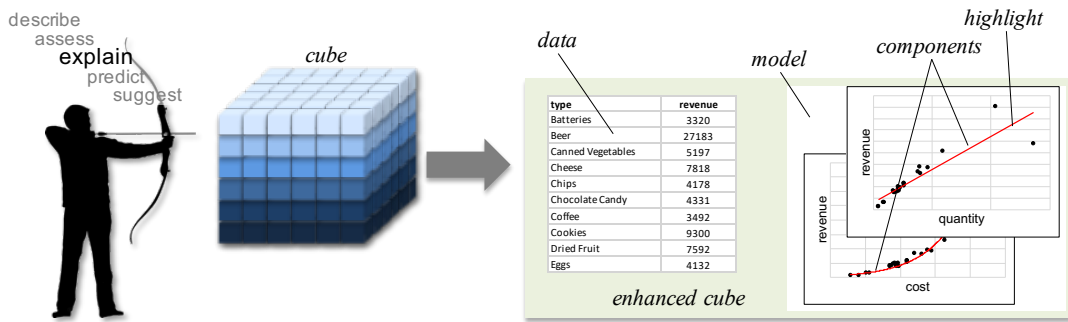 describe
assess
explain
predict
suggest
cube
data
model
components
highlight
type revenue
Batteries 3320
Beer 27183
Canned Vegetables 5197
Cheese 7818
Chips 4178
Chocolate Candy 4331
Coffee 3492
Cookies 9300
Dried Fruit 7592
Eggs 4132
enhanced cube
revenue
quantity
revenue
cost